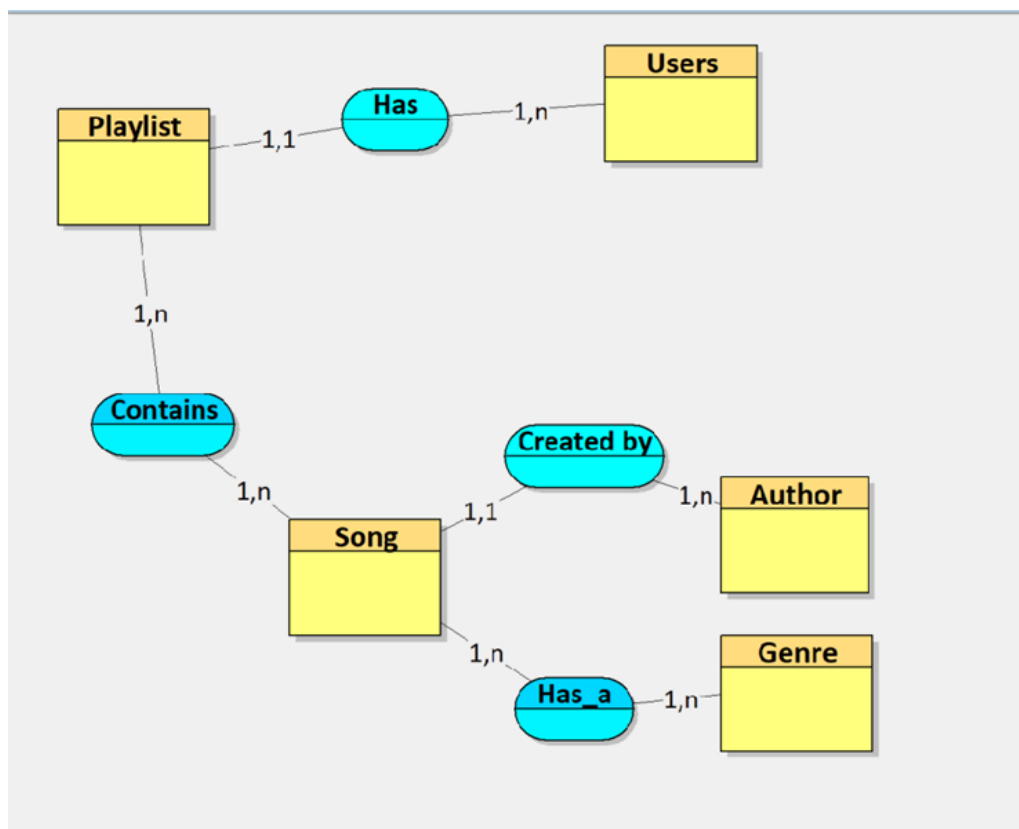 Users
Has
Playlist
1,1
1,n
1,n
Contains
1,n
Created by
1,1
1,n
Author
Song
1,n
Has_a
1,n
Genre